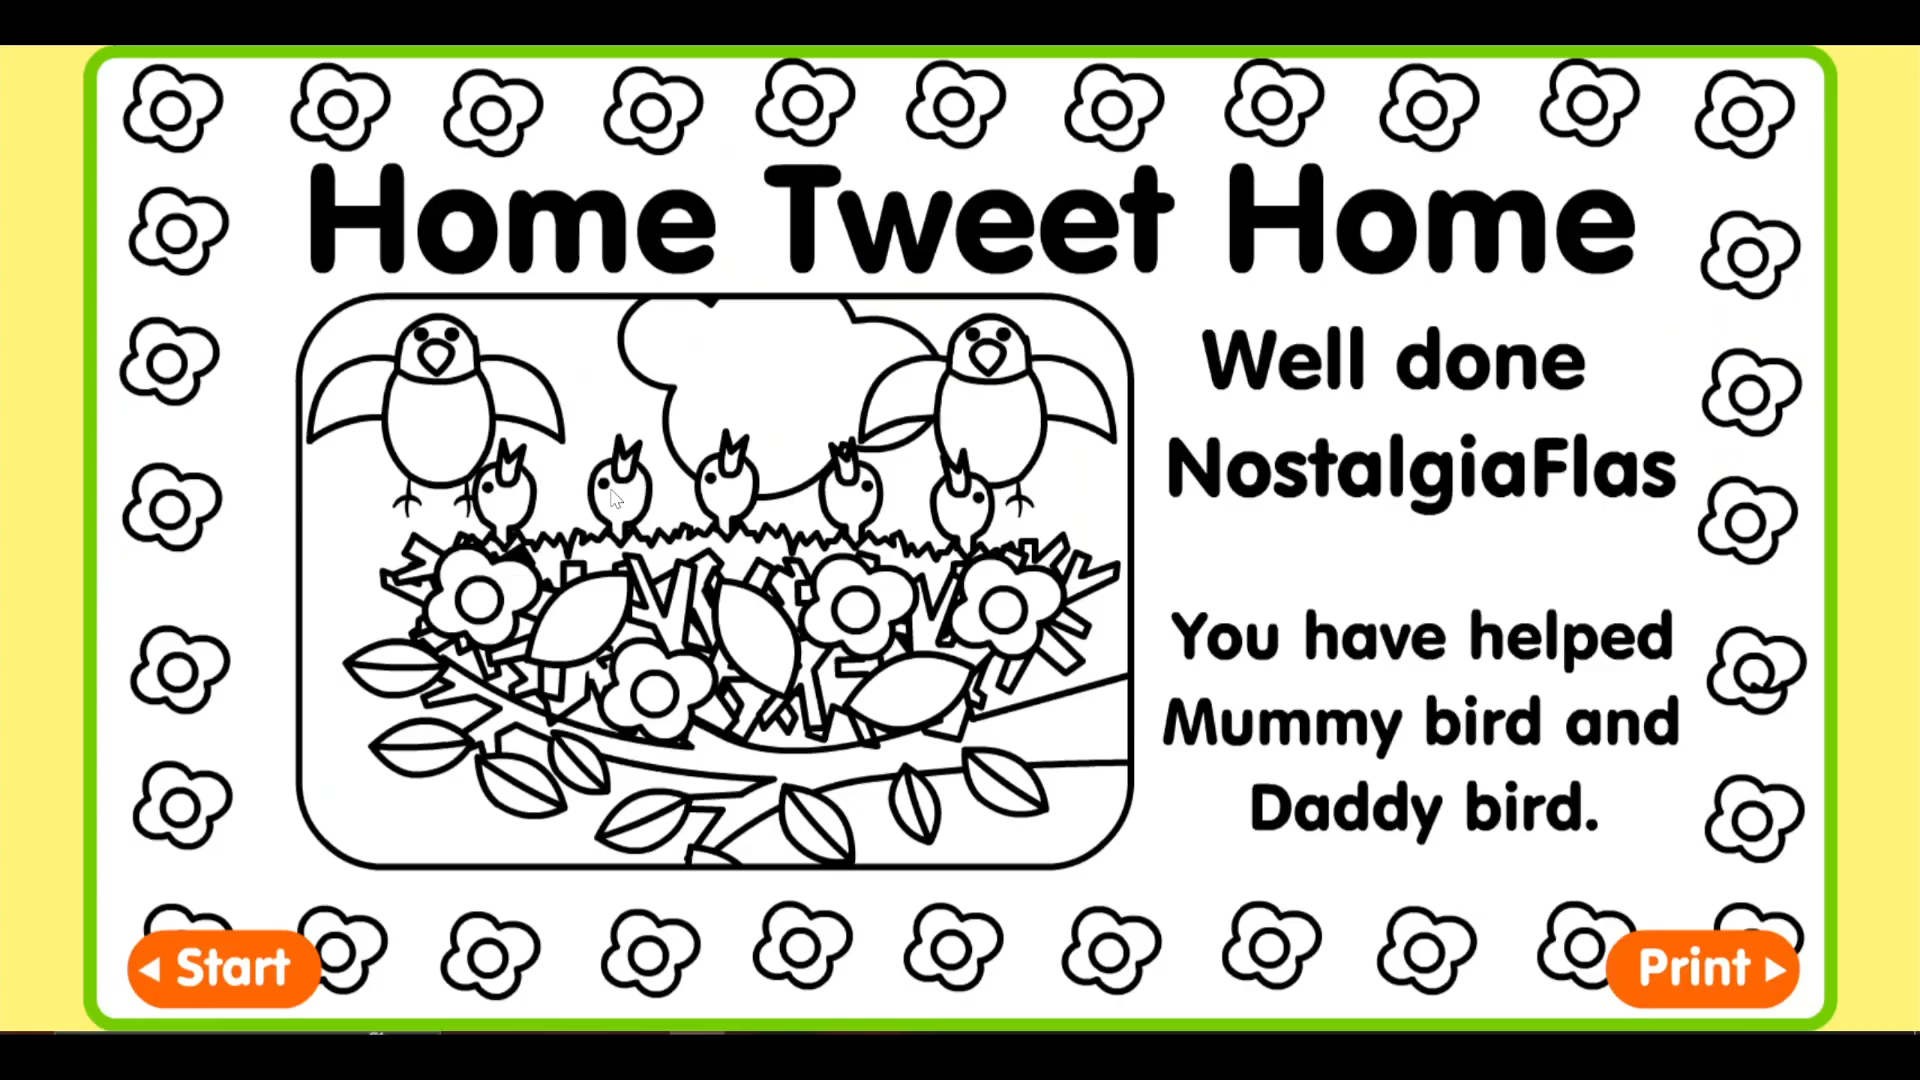 Home Tweet Home
Well done
NostalgiaFlas
You have helped
Mummy bird and
Daddy bird.
Start
Print